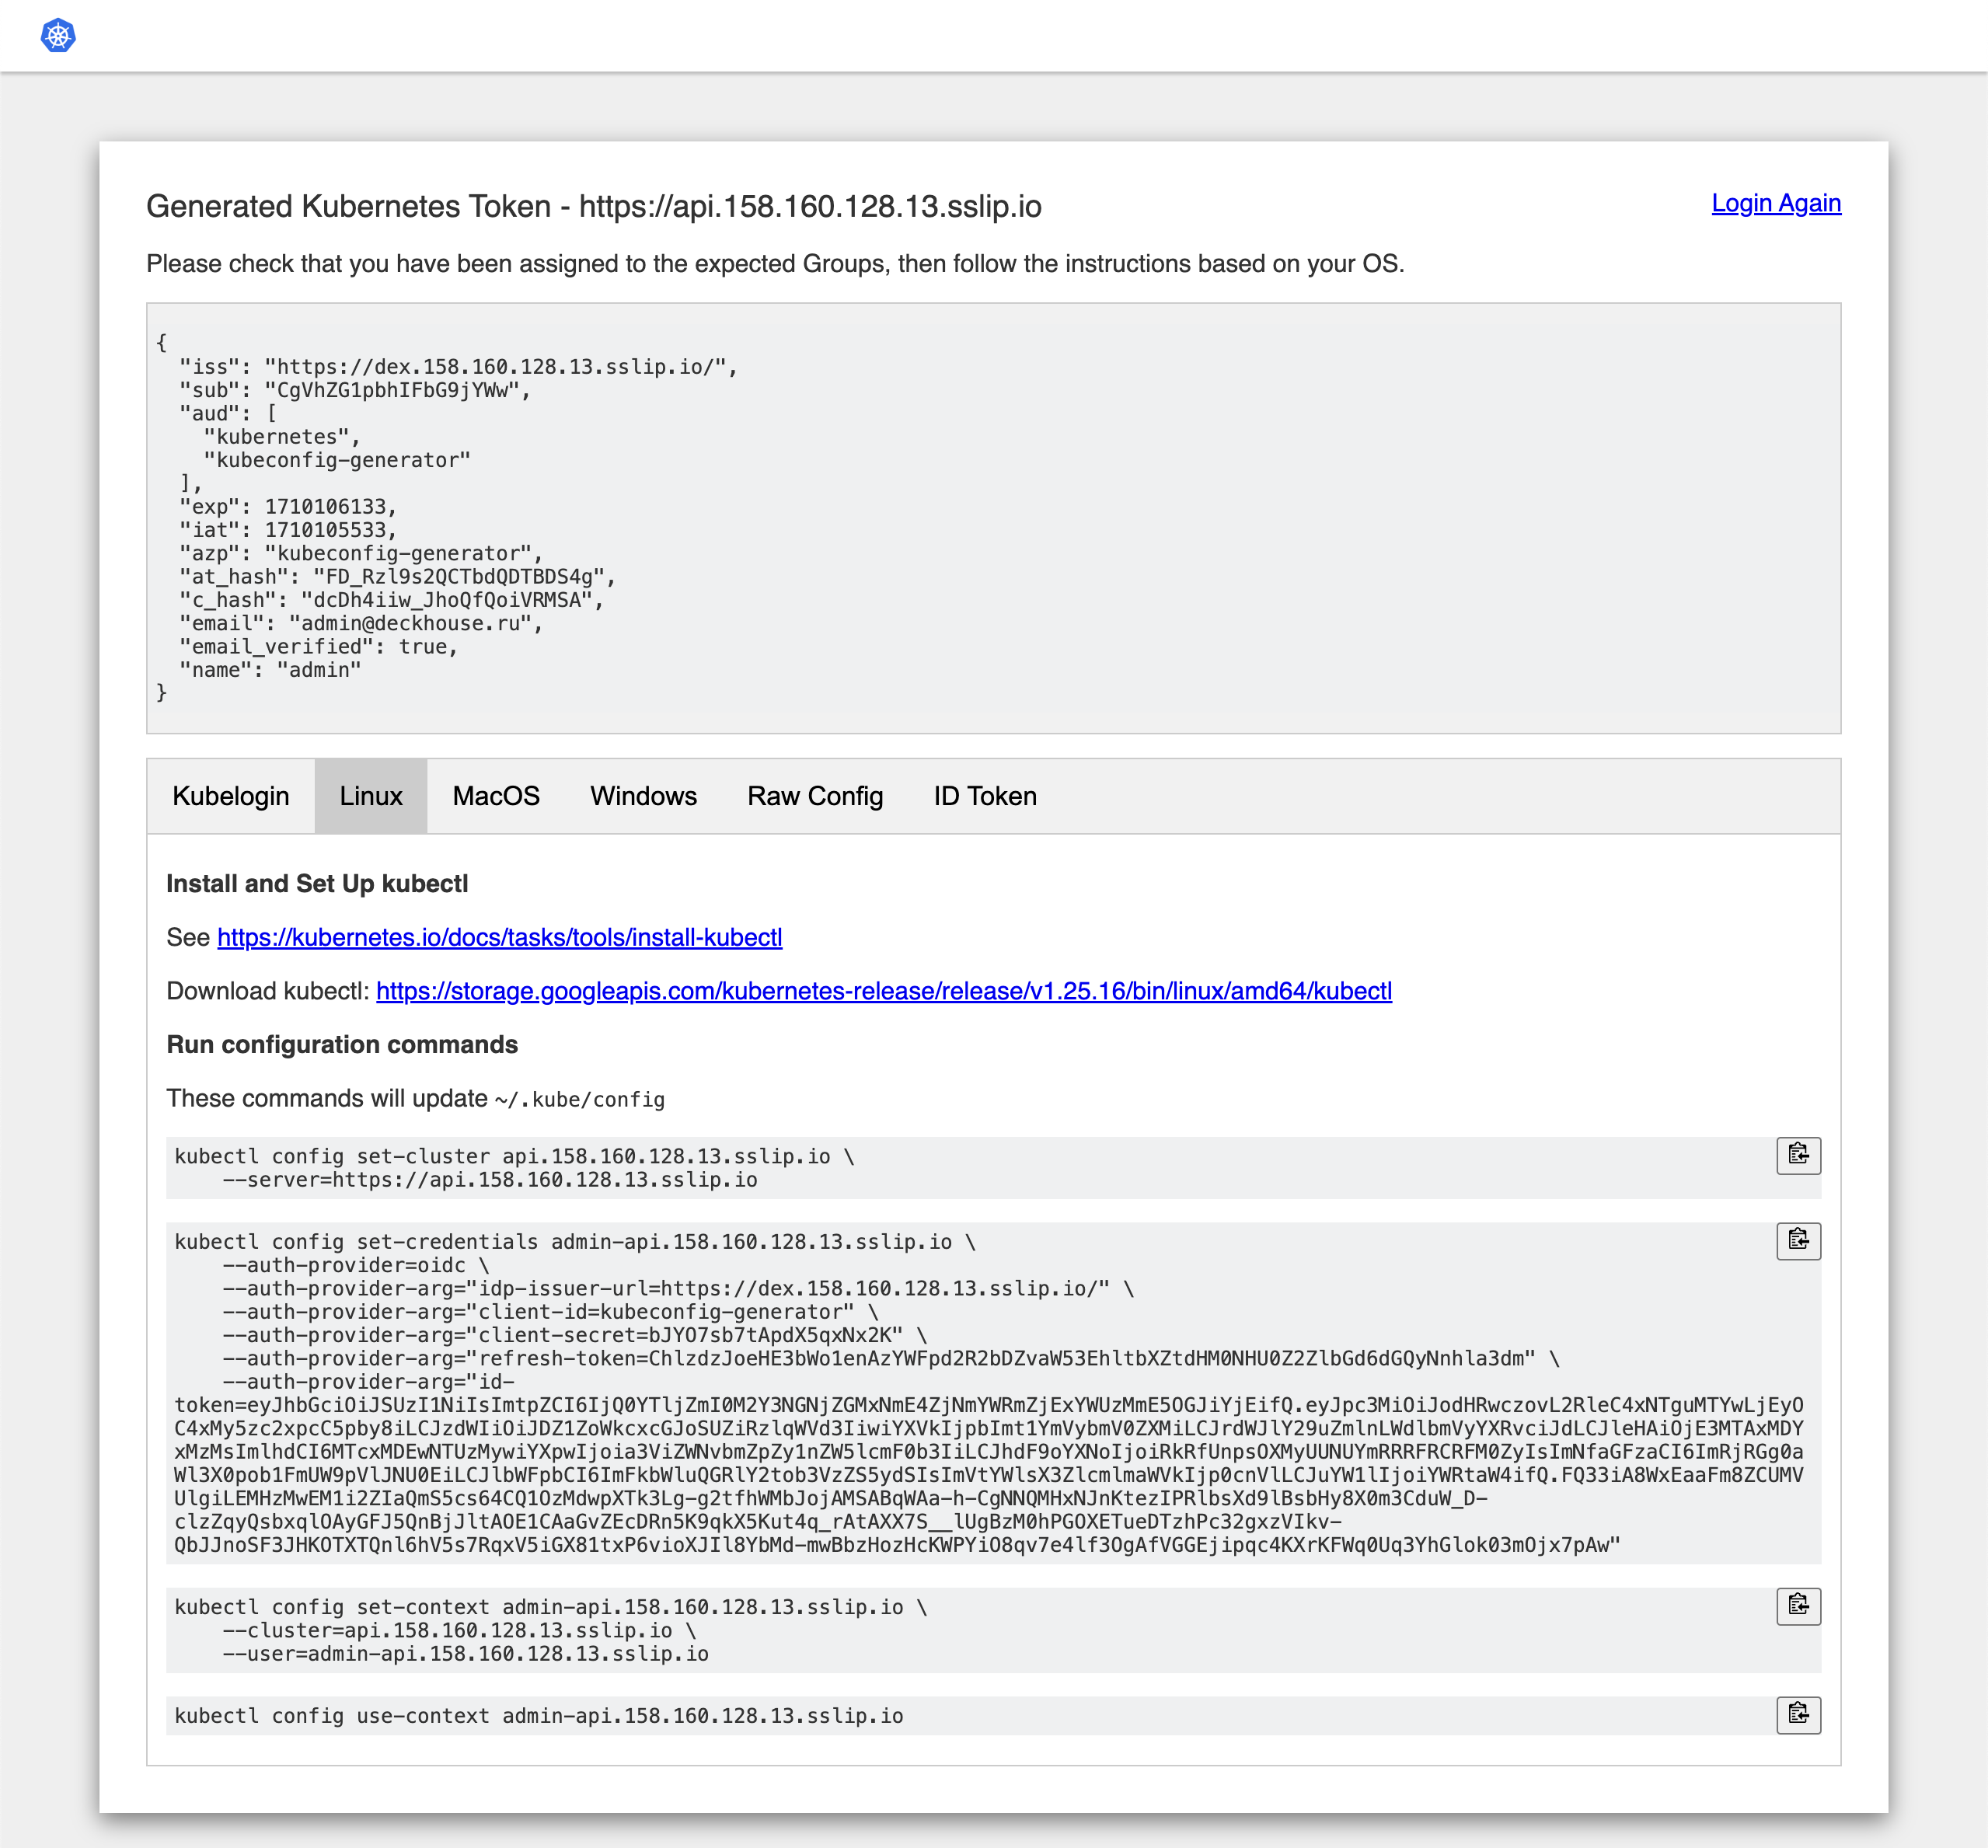 Generated Kubernetes Token - https://api.158.160.128.13.sslip.io
Login Again
Please check that you have been assigned to the expected Groups, then follow the instructions based on your OS.
{
  "iss": "https://dex.158.160.128.13.sslip.io/",
  "sub": "CgVhZG1pbhIFbG9jYWw",
  "aud": [
    "kubernetes",
    "kubeconfig-generator"
  ],
  "exp": 1710106133,
  "iat": 1710105533,
  "azp": "kubeconfig-generator",
  "at_hash": "FD_Rzl9s2QCTbdQDTBDS4g",
  "c_hash": "dcDh4iiw_JhoQfQoiVRMSA",
  "email": "admin@deckhouse.ru",
  "email_verified": true,
  "name": "admin"
}
Kubelogin
Linux
MacOS
Windows
Raw Config
ID Token
Install and Set Up kubectl
See https://kubernetes.io/docs/tasks/tools/install-kubectl
Download kubectl: https://storage.googleapis.com/kubernetes-release/release/v1.25.16/bin/linux/amd64/kubectl
Run configuration commands
These commands will update ~/.kube/config
kubectl config set-cluster api.158.160.128.13.sslip.io \
    --server=https://api.158.160.128.13.sslip.io
kubectl config set-credentials admin-api.158.160.128.13.sslip.io \
    --auth-provider=oidc \
    --auth-provider-arg="idp-issuer-url=https://dex.158.160.128.13.sslip.io/" \
    --auth-provider-arg="client-id=kubeconfig-generator" \
    --auth-provider-arg="client-secret=bJYO7sb7tApdX5qxNx2K" \
    --auth-provider-arg="refresh-token=ChlzdzJoeHE3bWo1enAzYWFpd2R2bDZvaW53EhltbXZtdHM0NHU0Z2ZlbGd6dGQyNnhla3dm" \
    --auth-provider-arg="id-
token=eyJhbGciOiJSUzI1NiIsImtpZCI6IjQ0YTljZmI0M2Y3NGNjZGMxNmE4ZjNmYWRmZjExYWUzMmE5OGJiYjEifQ.eyJpc3MiOiJodHRwczovL2RleC4xNTguMTYwLjEyO
C4xMy5zc2xpcC5pby8iLCJzdWIiOiJDZ1ZoWkcxcGJoSUZiRzlqWVd3IiwiYXVkIjpbImt1YmVybmV0ZXMiLCJrdWJlY29uZmlnLWdlbmVyYXRvciJdLCJleHAiOjE3MTAxMDY
xMzMsImlhdCI6MTcxMDEwNTUzMywiYXpwIjoia3ViZWNvbmZpZy1nZW5lcmF0b3IiLCJhdF9oYXNoIjoiRkRfUnpsOXMyUUNUYmRRRFRCRFM0ZyIsImNfaGFzaCI6ImRjRGg0a
Wl3X0pob1FmUW9pVlJNU0EiLCJlbWFpbCI6ImFkbWluQGRlY2tob3VzZS5ydSIsImVtYWlsX3ZlcmlmaWVkIjp0cnVlLCJuYW1lIjoiYWRtaW4ifQ.FQ33iA8WxEaaFm8ZCUMV
UlgiLEMHzMwEM1i2ZIaQmS5cs64CQ1OzMdwpXTk3Lg-g2tfhWMbJojAMSABqWAa-h-CgNNQMHxNJnKtezIPRlbsXd9lBsbHy8X0m3CduW_D-
clzZqyQsbxqlOAyGFJ5QnBjJltAOE1CAaGvZEcDRn5K9qkX5Kut4q_rAtAXX7S__lUgBzM0hPGOXETueDTzhPc32gxzVIkv-
QbJJnoSF3JHKOTXTQnl6hV5s7RqxV5iGX81txP6vioXJIl8YbMd-mwBbzHozHcKWPYiO8qv7e4lf3OgAfVGGEjipqc4KXrKFWq0Uq3YhGlok03mOjx7pAw"
kubectl config set-context admin-api.158.160.128.13.sslip.io \
    --cluster=api.158.160.128.13.sslip.io \
    --user=admin-api.158.160.128.13.sslip.io
kubectl config use-context admin-api.158.160.128.13.sslip.io